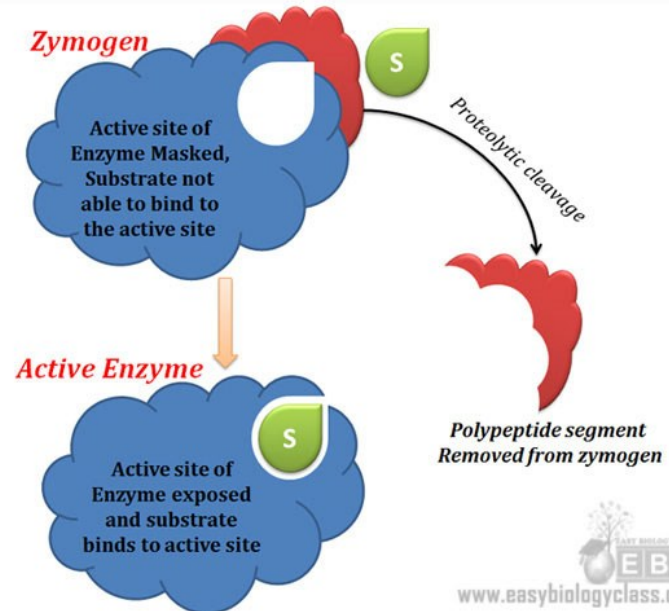 Zymogen
S
Active site of
Enzyme Masked,
Substrate not
able to bind to
the active site
Proteolytic cleavage
Active Enzyme
S
Active site of
Enzyme exposed
and substrate
binds to active site
Polypeptide segment
Removed from zymogen
EB
www.easybiologyclass.